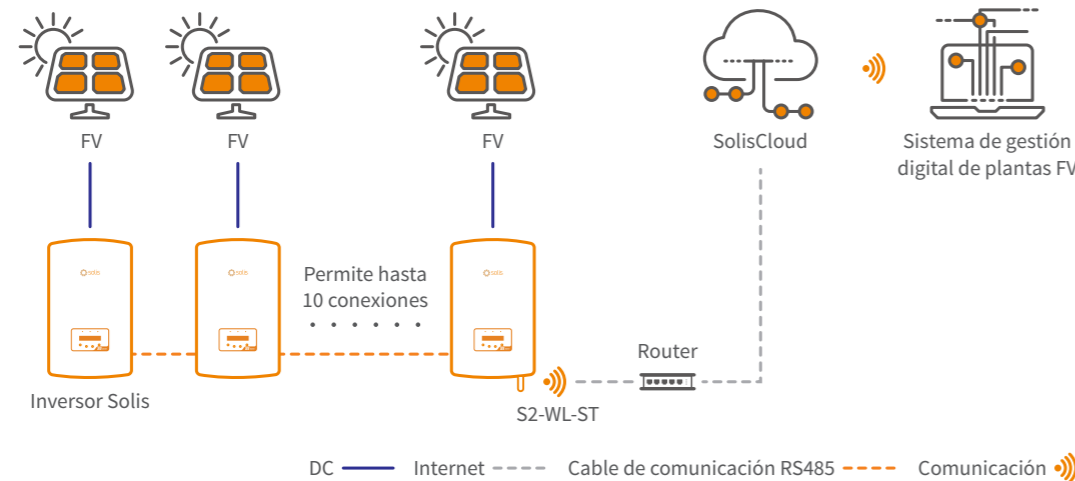 FV
FV
FV
SolisCloud
Sistema de gestión
digital de plantas FV
solis
solis
solis
Permite hasta
10 conexiones
Router
Inversor Solis
S2-WL-ST
DC
Internet
Cable de comunicación RS485
Comunicación